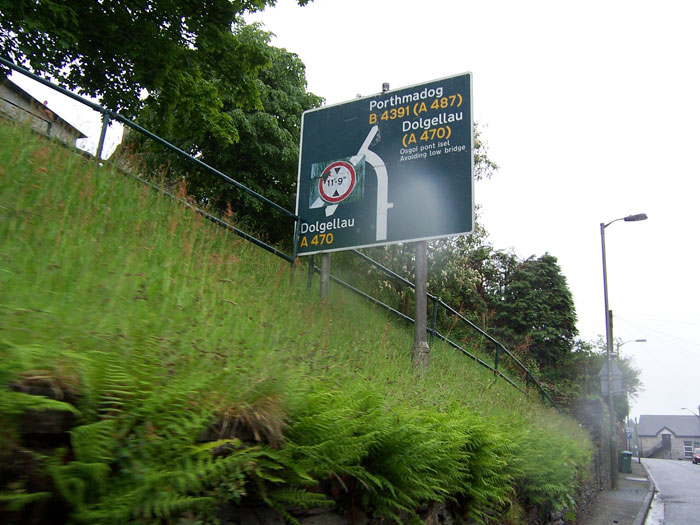 Porthmadog
B 4391 (A 487)
Dolgellau
(A 470)
Osgoi pont isel
Avoiding low bridge
11'-9"
Dolgellau
A 470